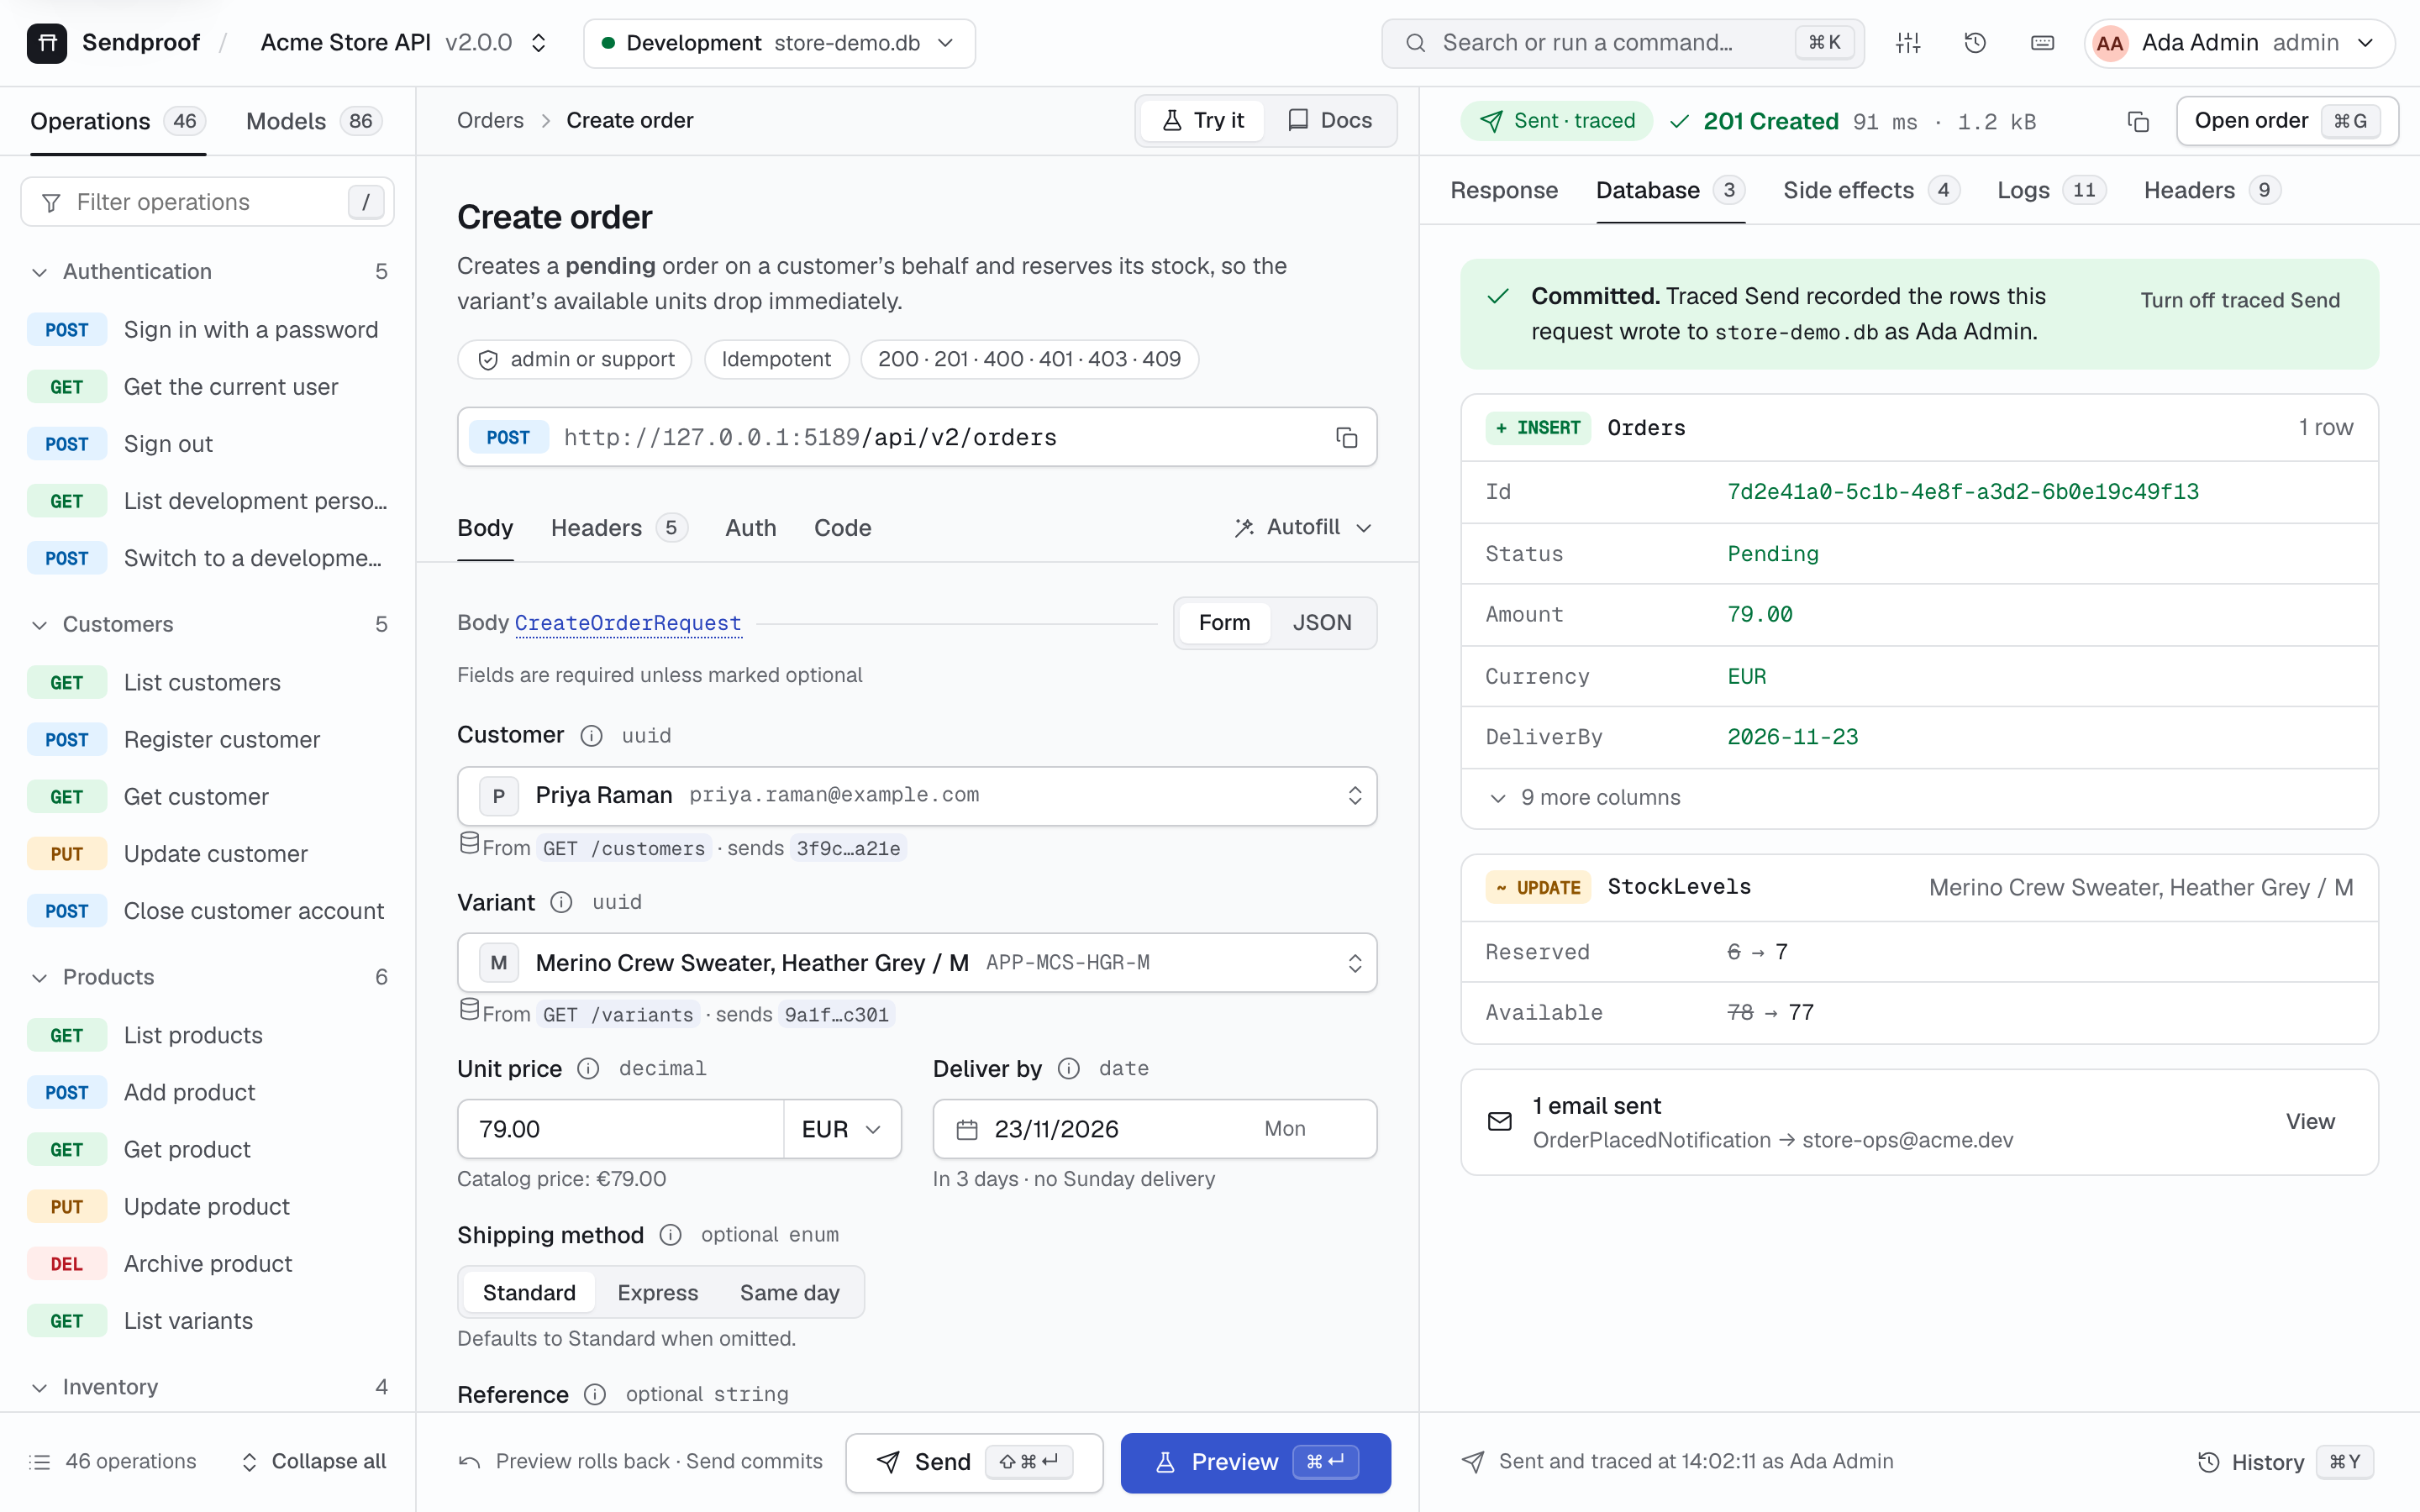 Sendproof / Acme Store API v2.0.0
Development store-demo.db
Search or run a command... ⌘K
AA Ada Admin admin
Operations 46 Models 86
Filter operations /
Authentication 5
POST Sign in with a password
GET Get the current user
POST Sign out
GET List development perso...
POST Switch to a developme...
Customers 5
GET List customers
POST Register customer
GET Get customer
PUT Update customer
POST Close customer account
Products 6
GET List products
POST Add product
GET Get product
PUT Update product
DEL Archive product
GET List variants
Inventory 4
46 operations Collapse all
Orders > Create order
Try it Docs
Create order
Creates a pending order on a customer’s behalf and reserves its stock, so the
variant’s available units drop immediately.
admin or support Idempotent 200 · 201 · 400 · 401 · 403 · 409
POST http://127.0.0.1:5189/api/v2/orders
Body Headers 5 Auth Code Autofill
Body CreateOrderRequest Form JSON
Fields are required unless marked optional
Customer uuid
P Priya Raman priya.raman@example.com
From GET /customers · sends 3f9c…a21e
Variant uuid
M Merino Crew Sweater, Heather Grey / M APP-MCS-HGR-M
From GET /variants · sends 9a1f…c301
Unit price decimal
79.00 EUR
Catalog price: €79.00
Deliver by date
23/11/2026 Mon
In 3 days · no Sunday delivery
Shipping method optional enum
Standard Express Same day
Defaults to Standard when omitted.
Reference optional string
Preview rolls back · Send commits
Send ⇧⌘↵
Preview ⌘↵
Sent · traced 201 Created 91 ms · 1.2 kB
Open order ⌘G
Response Database 3 Side effects 4 Logs 11 Headers 9
Committed. Traced Send recorded the rows this
request wrote to store-demo.db as Ada Admin.
Turn off traced Send
+ INSERT Orders 1 row
Id 7d2e41a0-5c1b-4e8f-a3d2-6b0e19c49f13
Status Pending
Amount 79.00
Currency EUR
DeliverBy 2026-11-23
9 more columns
~ UPDATE StockLevels Merino Crew Sweater, Heather Grey / M
Reserved 6 → 7
Available 78 → 77
1 email sent
OrderPlacedNotification → store-ops@acme.dev
View
Sent and traced at 14:02:11 as Ada Admin
History ⌘Y